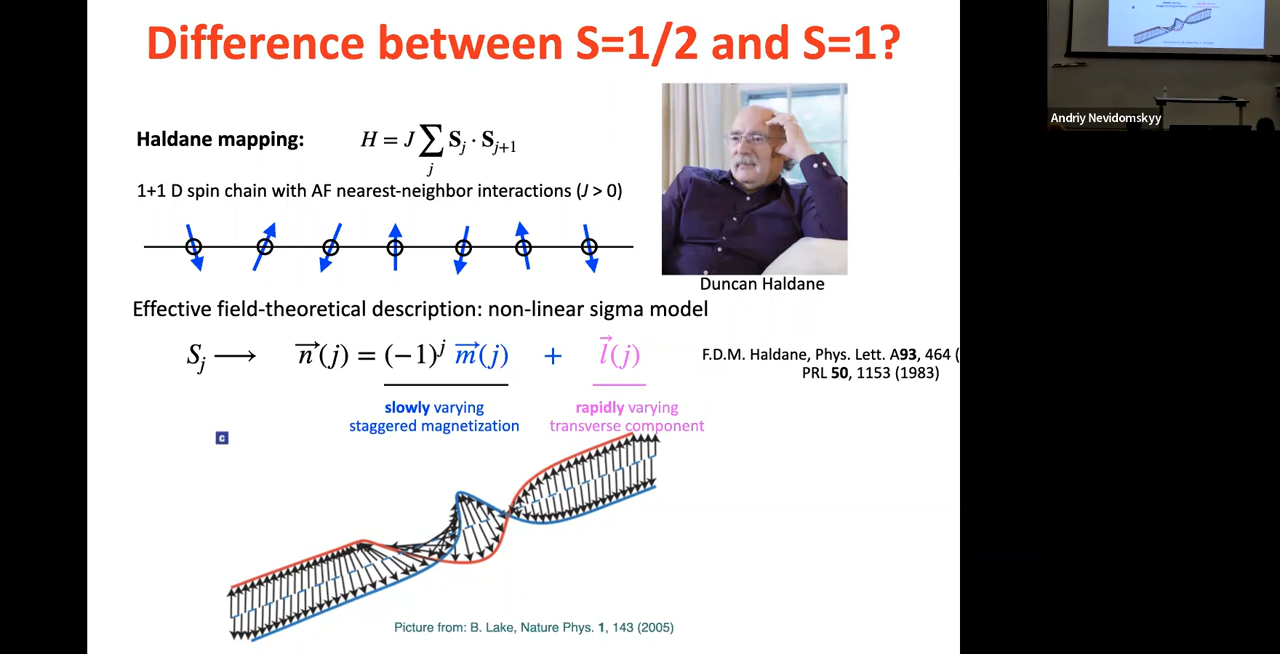 Difference between S=1/2 and S=1?
Haldane mapping: H = J ∑ⱼ Sⱼ · Sⱼ₊₁
1+1 D spin chain with AF nearest-neighbor interactions (J > 0)
Duncan Haldane
Effective field-theoretical description: non-linear sigma model
Sⱼ ⟶ n⃗(j) = (−1)ʲ m⃗(j) + l⃗(j)
F.D.M. Haldane, Phys. Lett. A93, 464 (
PRL 50, 1153 (1983)
slowly varying
staggered magnetization
rapidly varying
transverse component
c
Picture from: B. Lake, Nature Phys. 1, 143 (2005)
Andriy Nevidomskyy